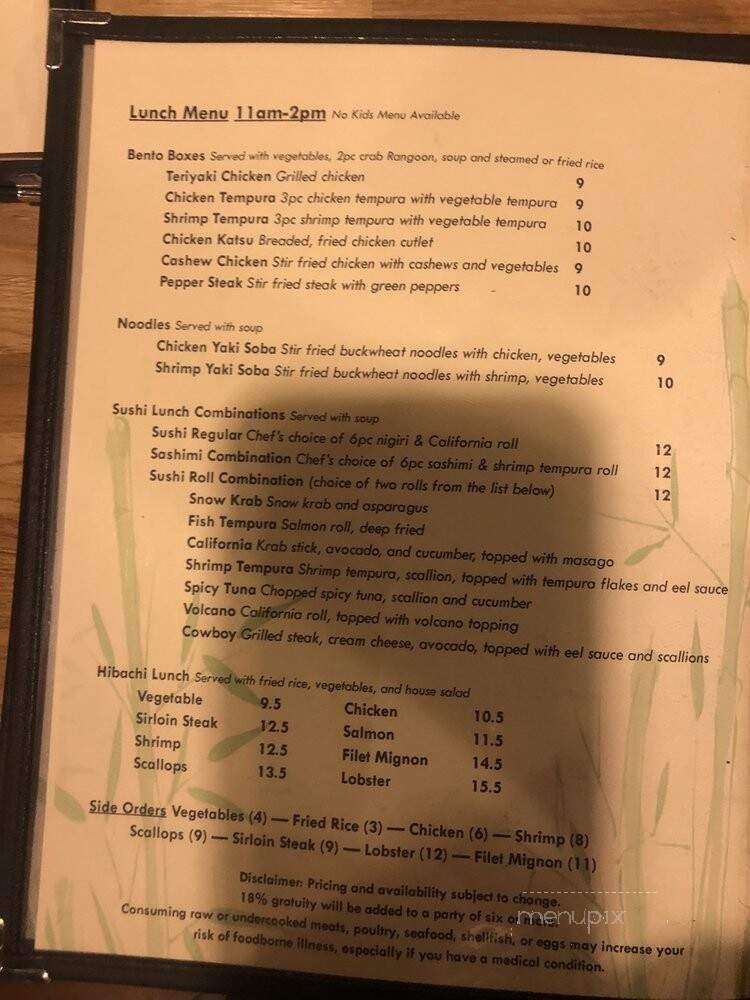 Lunch Menu 11am-2pm No Kids Menu Available
Bento Boxes Served with vegetables, 2pc crab Rangoon, soup and steamed or fried rice
Teriyaki Chicken Grilled chicken 9
Chicken Tempura 3pc chicken tempura with vegetable tempura 9
Shrimp Tempura 3pc shrimp tempura with vegetable tempura 10
Chicken Katsu Breaded, fried chicken cutlet 10
Cashew Chicken Stir fried chicken with cashews and vegetables 9
Pepper Steak Stir fried steak with green peppers 10
Noodles Served with soup
Chicken Yaki Soba Stir fried buckwheat noodles with chicken, vegetables 9
Shrimp Yaki Soba Stir fried buckwheat noodles with shrimp, vegetables 10
Sushi Lunch Combinations Served with soup
Sushi Regular Chef's choice of 6pc nigiri & California roll 12
Sashimi Combination Chef's choice of 6pc sashimi & shrimp tempura roll 12
Sushi Roll Combination (choice of two rolls from the list below) 12
Snow Krab Snow krab and asparagus
Fish Tempura Salmon roll, deep fried
California Krab stick, avocado, and cucumber, topped with masago
Shrimp Tempura Shrimp tempura, scallion, topped with tempura flakes and eel sauce
Spicy Tuna Chopped spicy tuna, scallion and cucumber
Volcano California roll, topped with volcano topping
Cowboy Grilled steak, cream cheese, avocado, topped with eel sauce and scallions
Hibachi Lunch Served with fried rice, vegetables, and house salad
Vegetable 9.5 Chicken 10.5
Sirloin Steak 12.5 Salmon 11.5
Shrimp 12.5 Filet Mignon 14.5
Scallops 13.5 Lobster 15.5
Side Orders Vegetables (4) — Fried Rice (3) — Chicken (6) — Shrimp (8)
Scallops (9) — Sirloin Steak (9) — Lobster (12) — Filet Mignon (11)
Disclaimer: Pricing and availability subject to change.
18% gratuity will be added to a party of six or more.
menupix
Consuming raw or undercooked meats, poultry, seafood, shellfish, or eggs may increase your
risk of foodborne illness, especially if you have a medical condition.